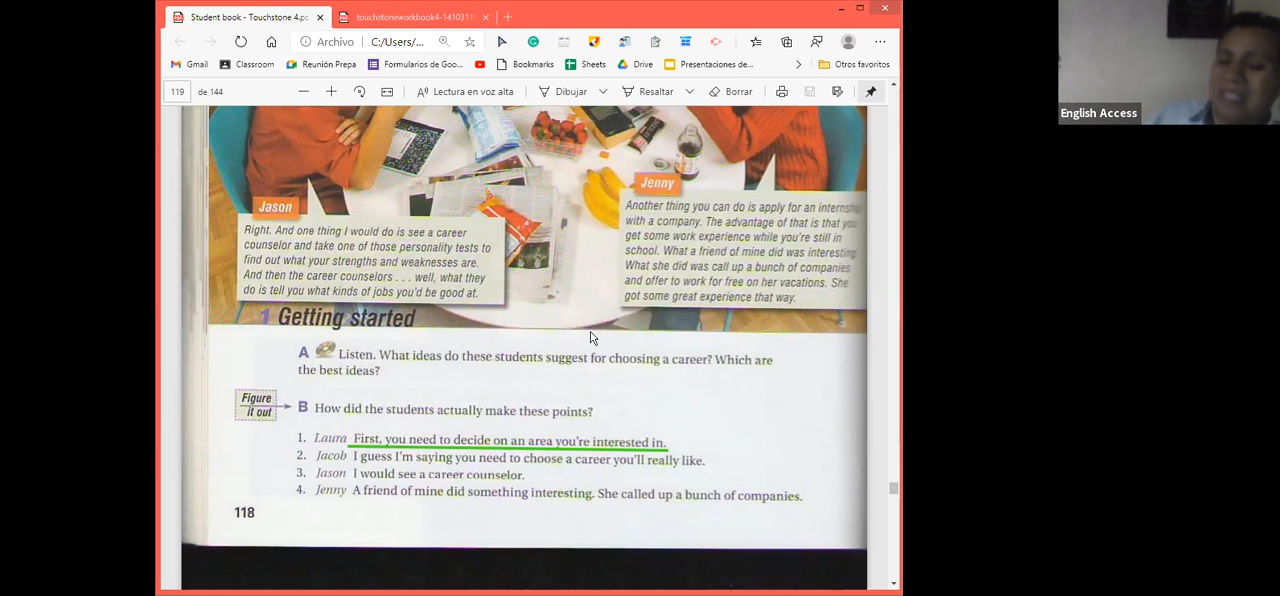 Student book - Touchstone 4.pc
touchstoneworkbook4-141031
Archivo
C:/Users/...
Gmail
Classroom
Reunión Prepa
Formularios de Goo...
Bookmarks
Sheets
Drive
Presentaciones de...
Otros favoritos
119 de 144
Lectura en voz alta
Dibujar
Resaltar
Borrar
English Access
Jason
Right. And one thing I would do is see a career
counselor and take one of those personality tests to
find out what your strengths and weaknesses are.
And then the career counselors . . . well, what they
do is tell you what kinds of jobs you'd be good at.
Jenny
Another thing you can do is apply for an interns
with a company. The advantage of that is that you
get some work experience while you're still in
school. What a friend of mine did was interesting
What she did was call up a bunch of companies
and offer to work for free on her vacations. She
got some great experience that way.
1 Getting started
A Listen. What ideas do these students suggest for choosing a career? Which are
the best ideas?
Figure
it out
B How did the students actually make these points?
1. Laura First, you need to decide on an area you're interested in.
2. Jacob I guess I'm saying you need to choose a career you'll really like.
3. Jason I would see a career counselor.
4. Jenny A friend of mine did something interesting. She called up a bunch of companies.
118